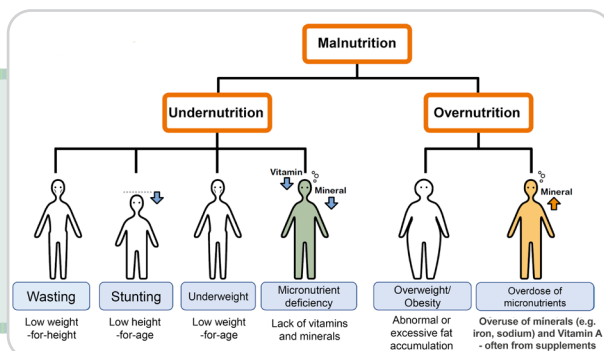 Malnutrition
Undernutrition
Overnutrition
Vitamin
Mineral
Mineral
Wasting
Stunting
Underweight
Micronutrient
deficiency
Overweight/
Obesity
Overdose of
micronutrients
Low weight
-for-height
Low height
-for-age
Low weight
-for-age
Lack of vitamins
and minerals
Abnormal or
excessive fat
accumulation
Overuse of minerals (e.g.
iron, sodium) and Vitamin A
- often from supplements